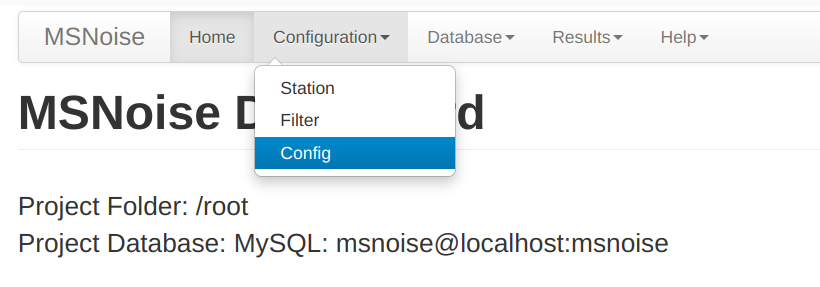 MSNoise Home Configuration Database Results Help
Station
MSNoise D rd
Filter
Config
Project Folder: /root
Project Database: MySQL: msnoise@localhost:msnoise